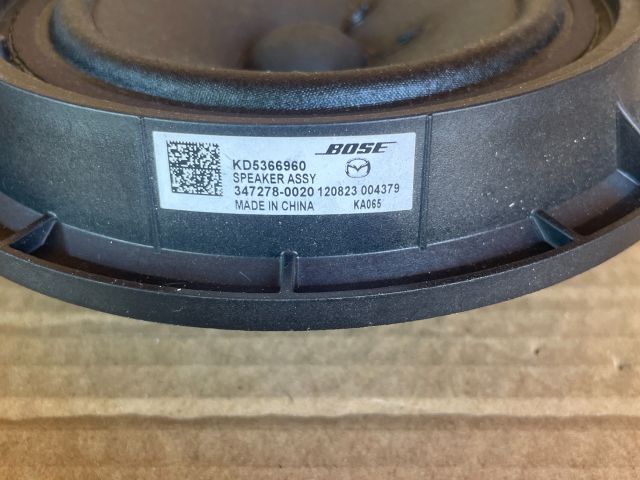 BOSE
KD5366960
SPEAKER ASSY
347278-0020 120823 004379
MADE IN CHINA KA065